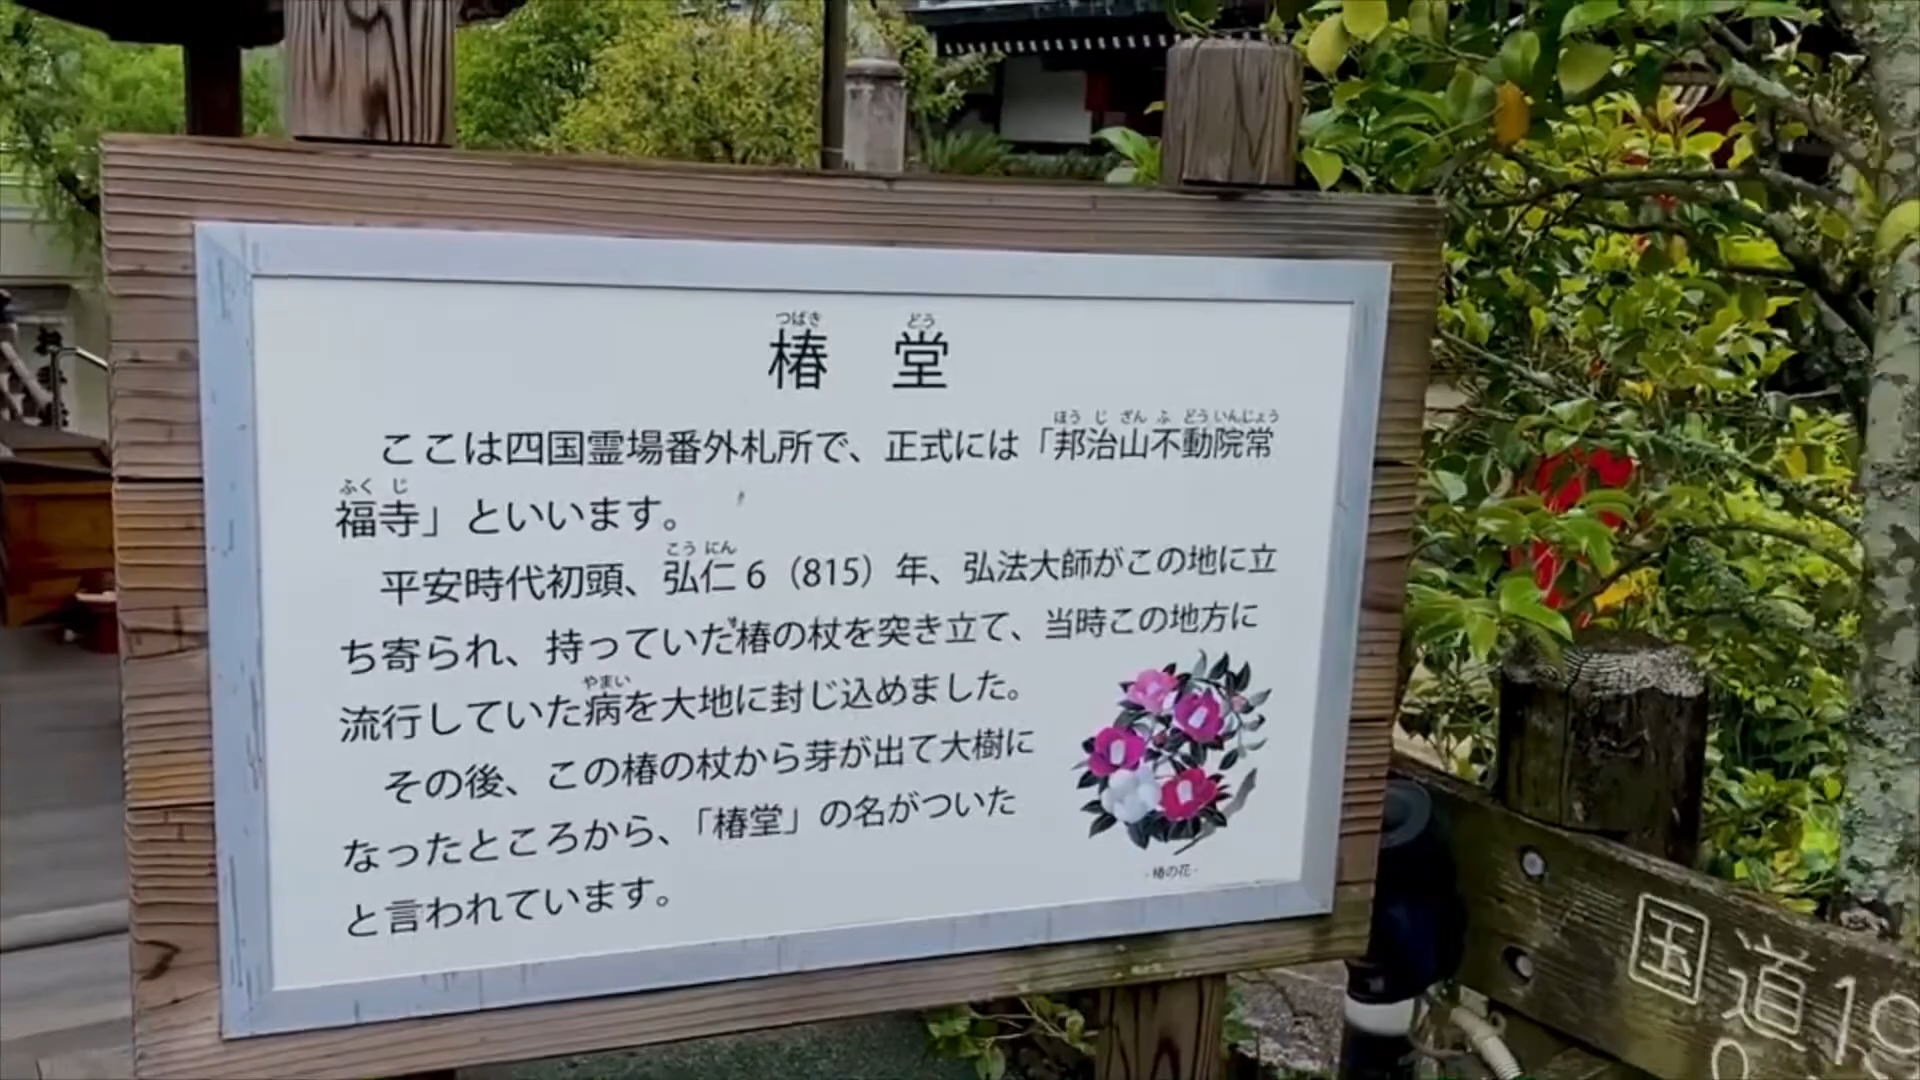 つばき どう
椿 堂
ほう じ ざん ふ どう いんじょう
ここは四国霊場番外札所で、正式には「邦治山不動院常
ふく じ
福寺」といいます。
こう にん
平安時代初頭、弘仁6（815）年、弘法大師がこの地に立
ち寄られ、持っていた椿の杖を突き立て、当時この地方に
やまい
流行していた病を大地に封じ込めました。
その後、この椿の杖から芽が出て大樹に
なったところから、「椿堂」の名がついた
と言われています。
-椿の花-
国道19